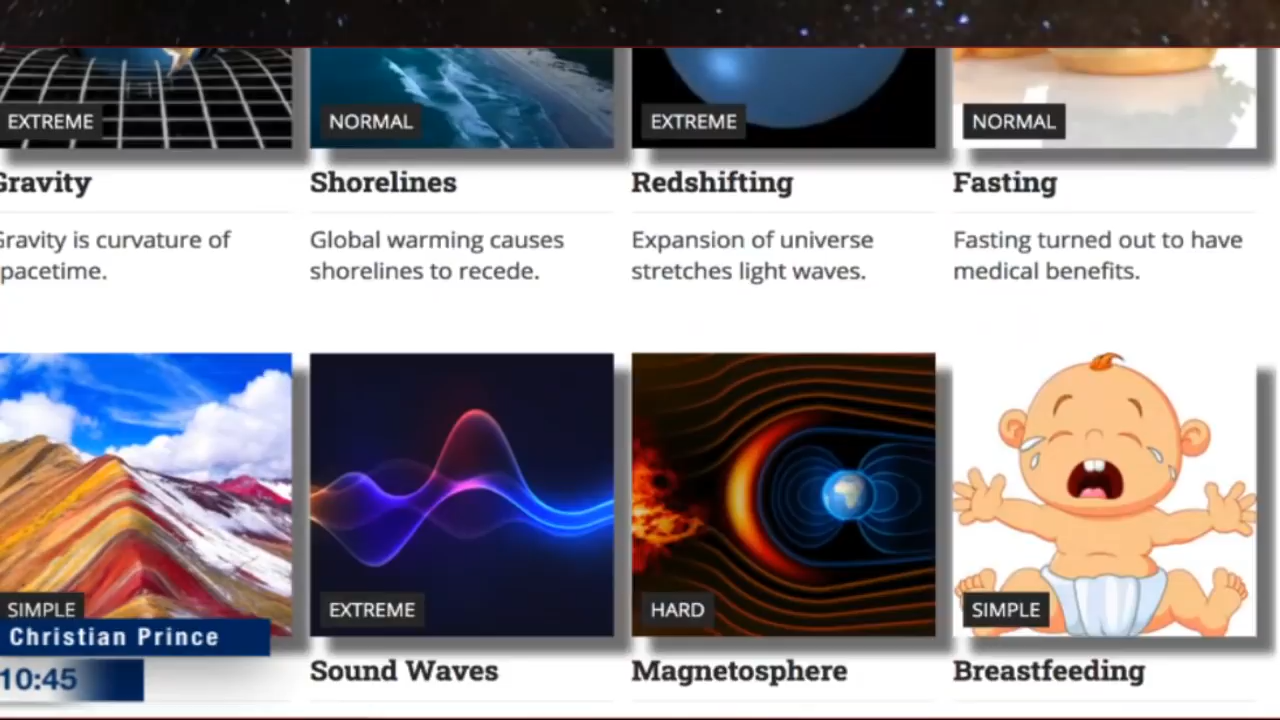 EXTREME
NORMAL
EXTREME
NORMAL
Gravity
Shorelines
Redshifting
Fasting
Gravity is curvature of
pacetime.
Global warming causes
shorelines to recede.
Expansion of universe
stretches light waves.
Fasting turned out to have
medical benefits.
SIMPLE
EXTREME
HARD
SIMPLE
Christian Prince
10:45
Sound Waves
Magnetosphere
Breastfeeding